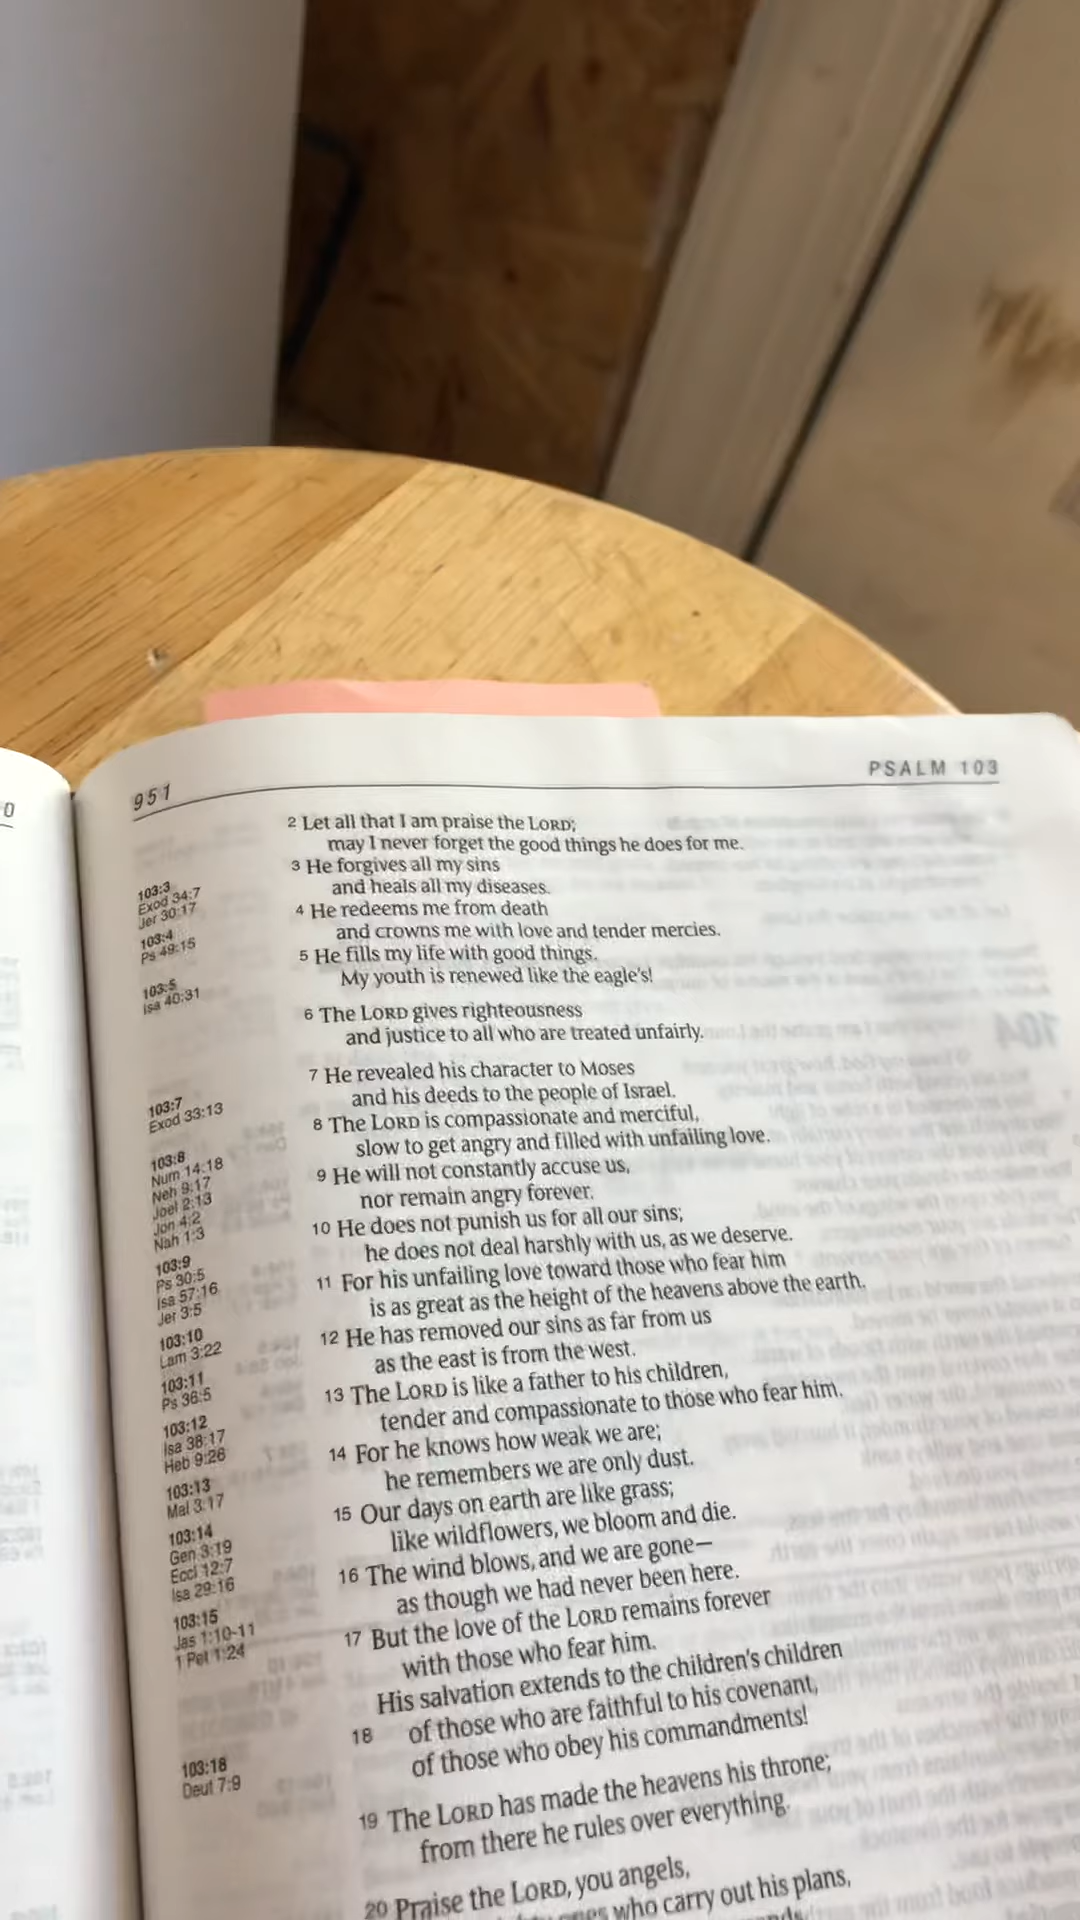 0
951
PSALM 103
2 Let all that I am praise the LORD;
may I never forget the good things he does for me.
3 He forgives all my sins
and heals all my diseases.
4 He redeems me from death
and crowns me with love and tender mercies.
5 He fills my life with good things.
My youth is renewed like the eagle's!
6 The LORD gives righteousness
and justice to all who are treated unfairly.
7 He revealed his character to Moses
and his deeds to the people of Israel.
8 The LORD is compassionate and merciful,
slow to get angry and filled with unfailing love.
9 He will not constantly accuse us,
nor remain angry forever.
10 He does not punish us for all our sins;
he does not deal harshly with us, as we deserve.
11 For his unfailing love toward those who fear him
is as great as the height of the heavens above the earth.
12 He has removed our sins as far from us
as the east is from the west.
13 The LORD is like a father to his children,
tender and compassionate to those who fear him.
14 For he knows how weak we are;
he remembers we are only dust.
15 Our days on earth are like grass;
like wildflowers, we bloom and die.
16 The wind blows, and we are gone—
as though we had never been here.
17 But the love of the LORD remains forever
with those who fear him.
His salvation extends to the children's children
18 of those who are faithful to his covenant,
of those who obey his commandments!
19 The LORD has made the heavens his throne;
from there he rules over everything.
20 Praise the LORD, you angels,
who carry out his plans,
103:3
Exod 34:7
Jer 30:17
103:4
Ps 49:15
103:5
Isa 40:31
103:7
Exod 33:13
103:8
Num 14:18
Neh 9:17
Joel 2:13
Jon 4:2
Nah 1:3
103:9
Ps 30:5
Isa 57:16
Jer 3:5
103:10
Lam 3:22
103:11
Ps 36:5
103:12
Isa 38:17
Heb 9:26
103:13
Mal 3:17
103:14
Gen 3:19
Eccl 12:7
Isa 29:16
103:15
Jas 1:10-11
1 Pet 1:24
103:18
Deut 7:9